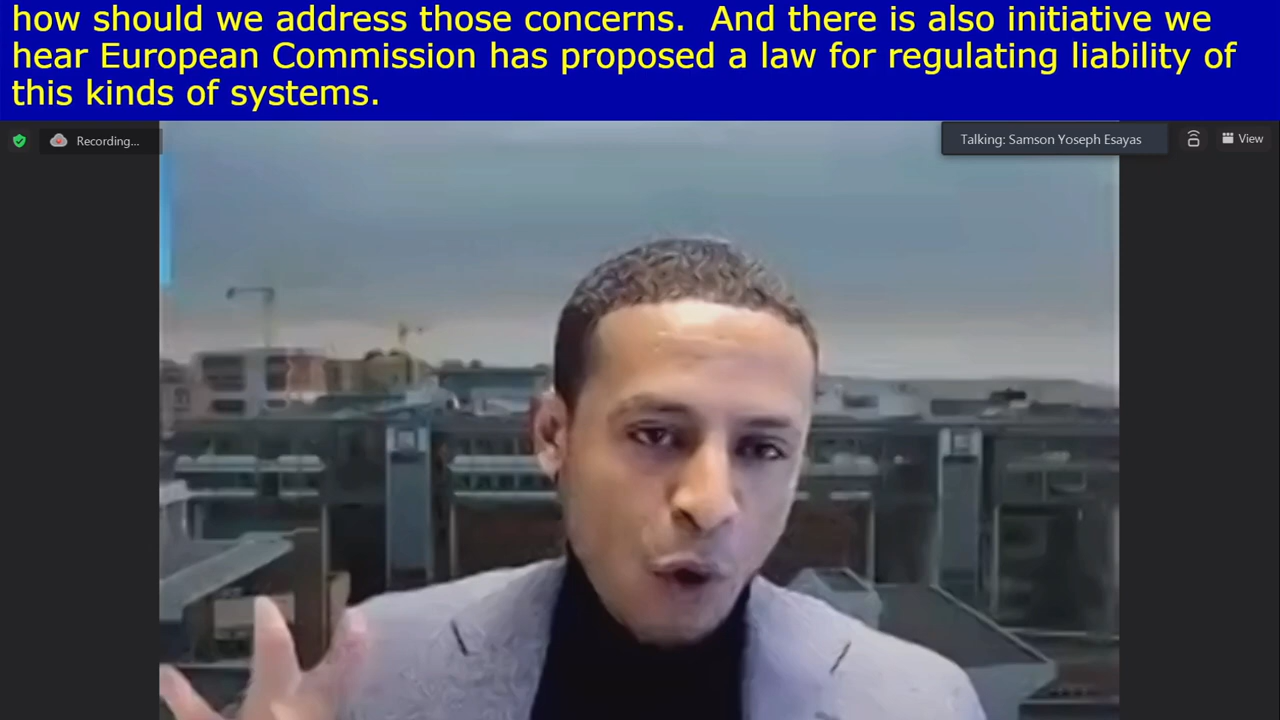 how should we address those concerns.  And there is also initiative we
hear European Commission has proposed a law for regulating liability of
this kinds of systems.
Recording...
Talking: Samson Yoseph Esayas
View